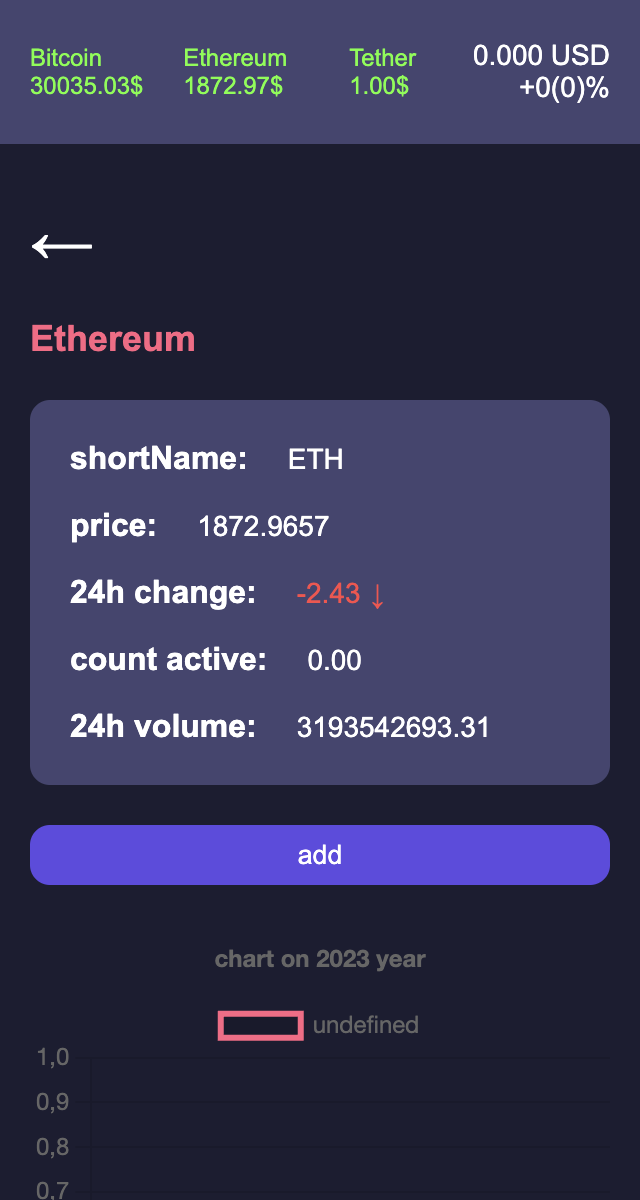 Bitcoin
30035.03$
Ethereum
1872.97$
Tether
1.00$
0.000 USD
+0(0)%
←
Ethereum
shortName: ETH
price: 1872.9657
24h change: -2.43 ↓
count active: 0.00
24h volume: 3193542693.31
add
chart on 2023 year
undefined
1,0
0,9
0,8
0,7